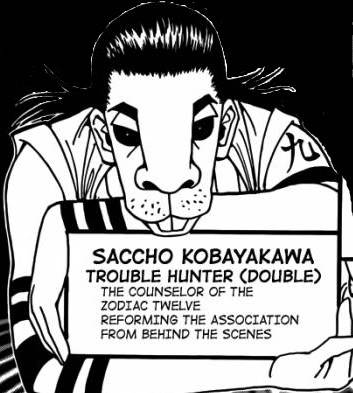 SACCHO KOBAYAKAWA
TROUBLE HUNTER (DOUBLE)
THE COUNSELOR OF THE
ZODIAC TWELVE
REFORMING THE ASSOCIATION
FROM BEHIND THE SCENES